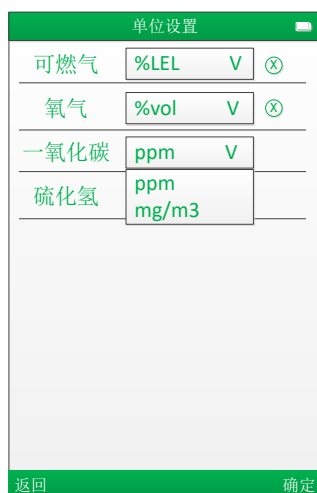 单位设置
可燃气 %LEL V ⓧ
氧气 %vol V ⓧ
一氧化碳 ppm V
硫化氢 ppm
mg/m3
返回 确定